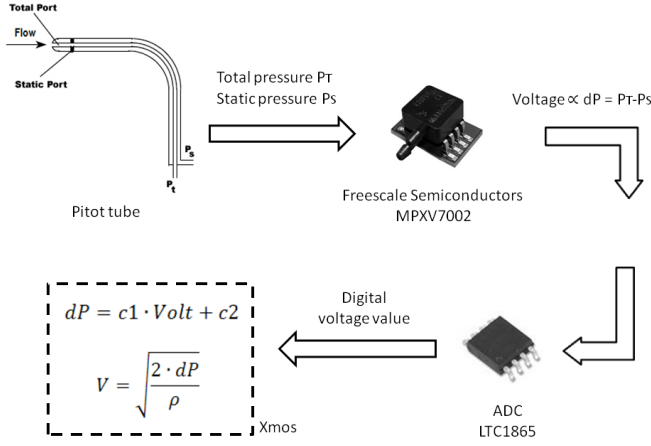 Total Port
Flow
Static Port
Ps
Pt
Pitot tube
Total pressure PT
Static pressure Ps
Freescale Semiconductors
MPXV7002
Voltage ∝ dP = PT-Ps
ADC
LTC1865
Digital
voltage value
dP = c1 · Volt + c2
V = √(2 · dP / ρ)
Xmos